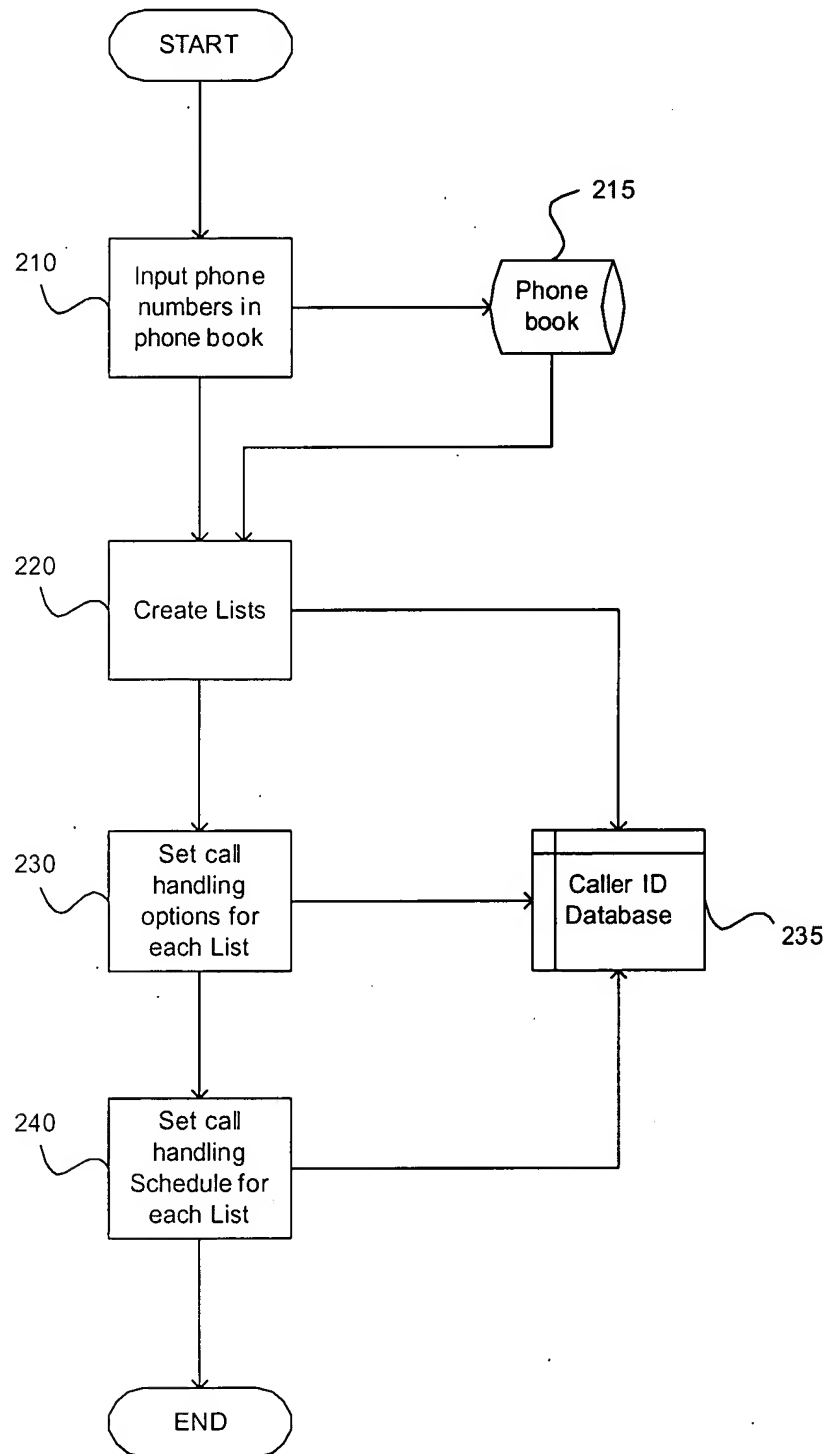 START
215
210
Input phone
numbers in
phone book
Phone
book
220
Create Lists
230
Set call
handling
options for
each List
Caller ID
Database
235
240
Set call
handling
Schedule for
each List
END